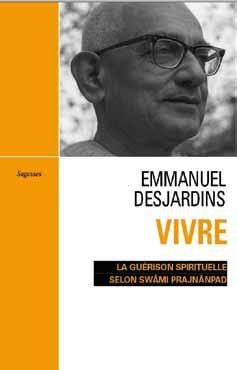 Sagesses
EMMANUEL
DESJARDINS
VIVRE
LA GUÉRISON SPIRITUELLE
SELON SWÂMI PRAJNÂNPAD